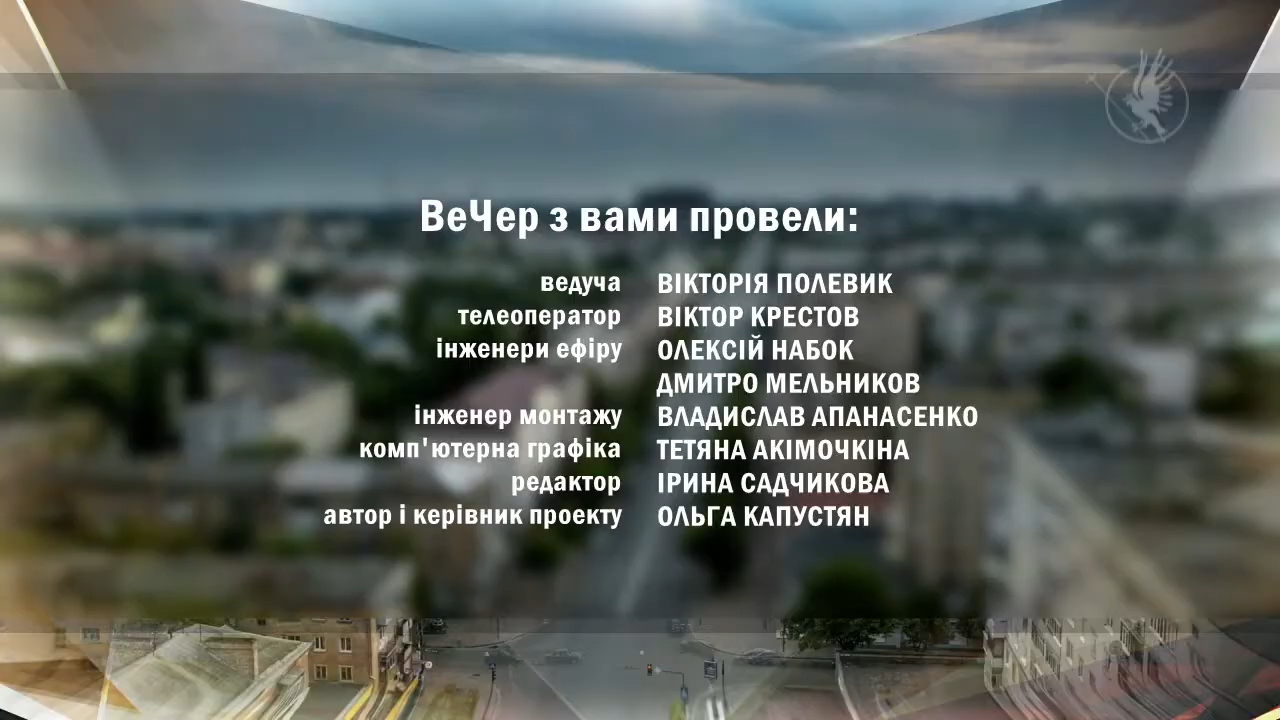 ВеЧер з вами провели:
ведуча ВІКТОРІЯ ПОЛЕВИК
телеоператор ВІКТОР КРЕСТОВ
інженери ефіру ОЛЕКСІЙ НАБОК
ДМИТРО МЕЛЬНИКОВ
інженер монтажу ВЛАДИСЛАВ АПАНАСЕНКО
комп'ютерна графіка ТЕТЯНА АКІМОЧКІНА
редактор ІРИНА САДЧИКОВА
автор і керівник проекту ОЛЬГА КАПУСТЯН